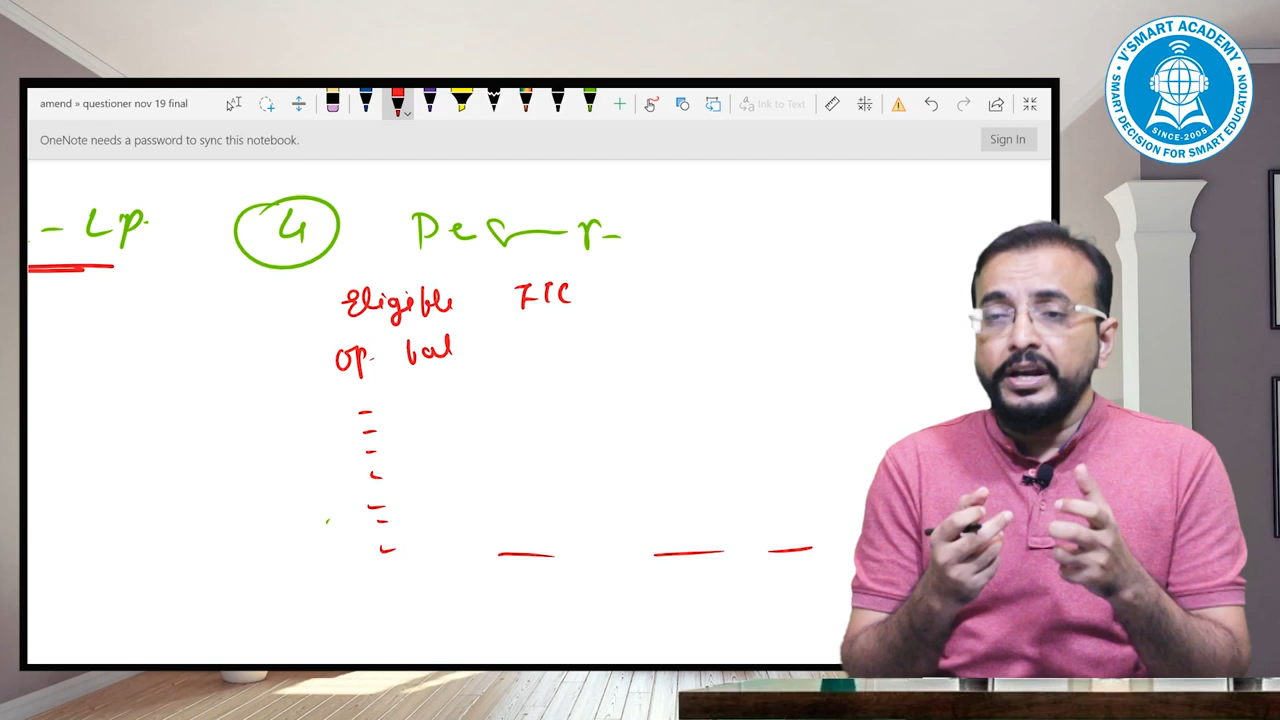 V'SMART ACADEMY
SMART DECISION FOR SMART EDUCATION
SINCE-2005
amend » questioner nov 19 final
Ink to Text
OneNote needs a password to sync this notebook.
Sign In
- LP. 4
Eligible
op. bal